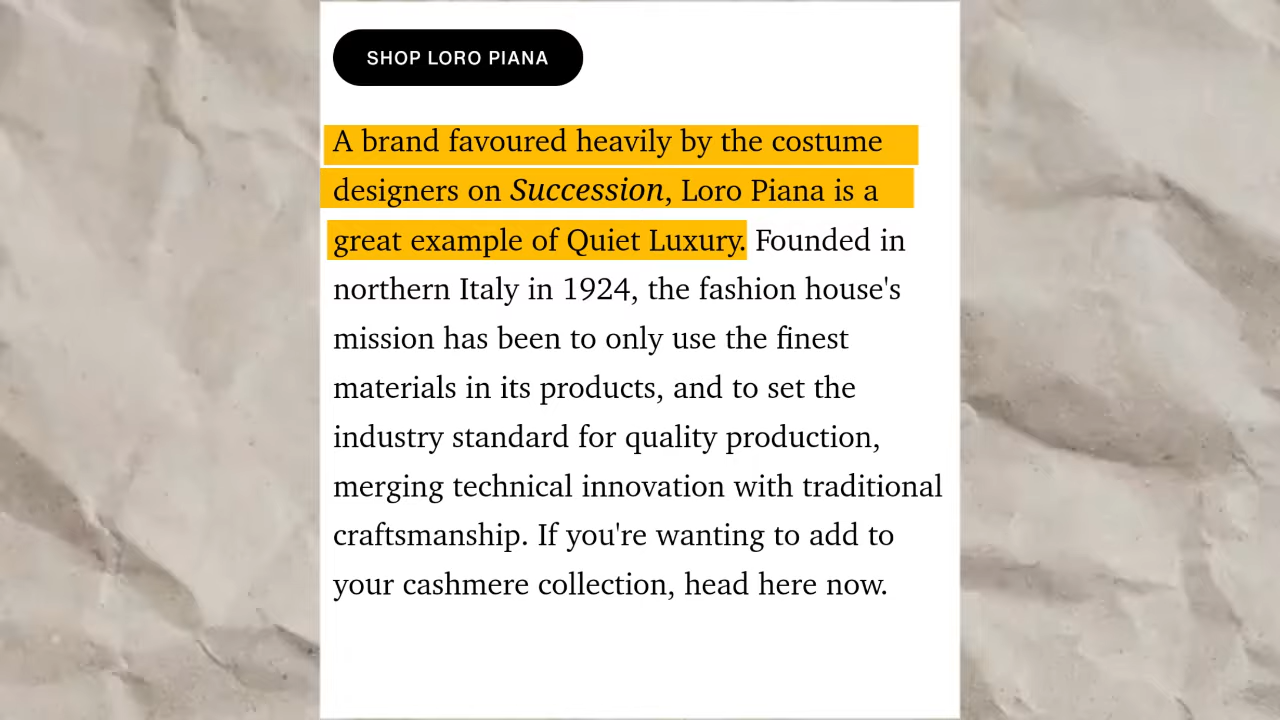 SHOP LORO PIANA
A brand favoured heavily by the costume
designers on Succession, Loro Piana is a
great example of Quiet Luxury. Founded in
northern Italy in 1924, the fashion house's
mission has been to only use the finest
materials in its products, and to set the
industry standard for quality production,
merging technical innovation with traditional
craftsmanship. If you're wanting to add to
your cashmere collection, head here now.